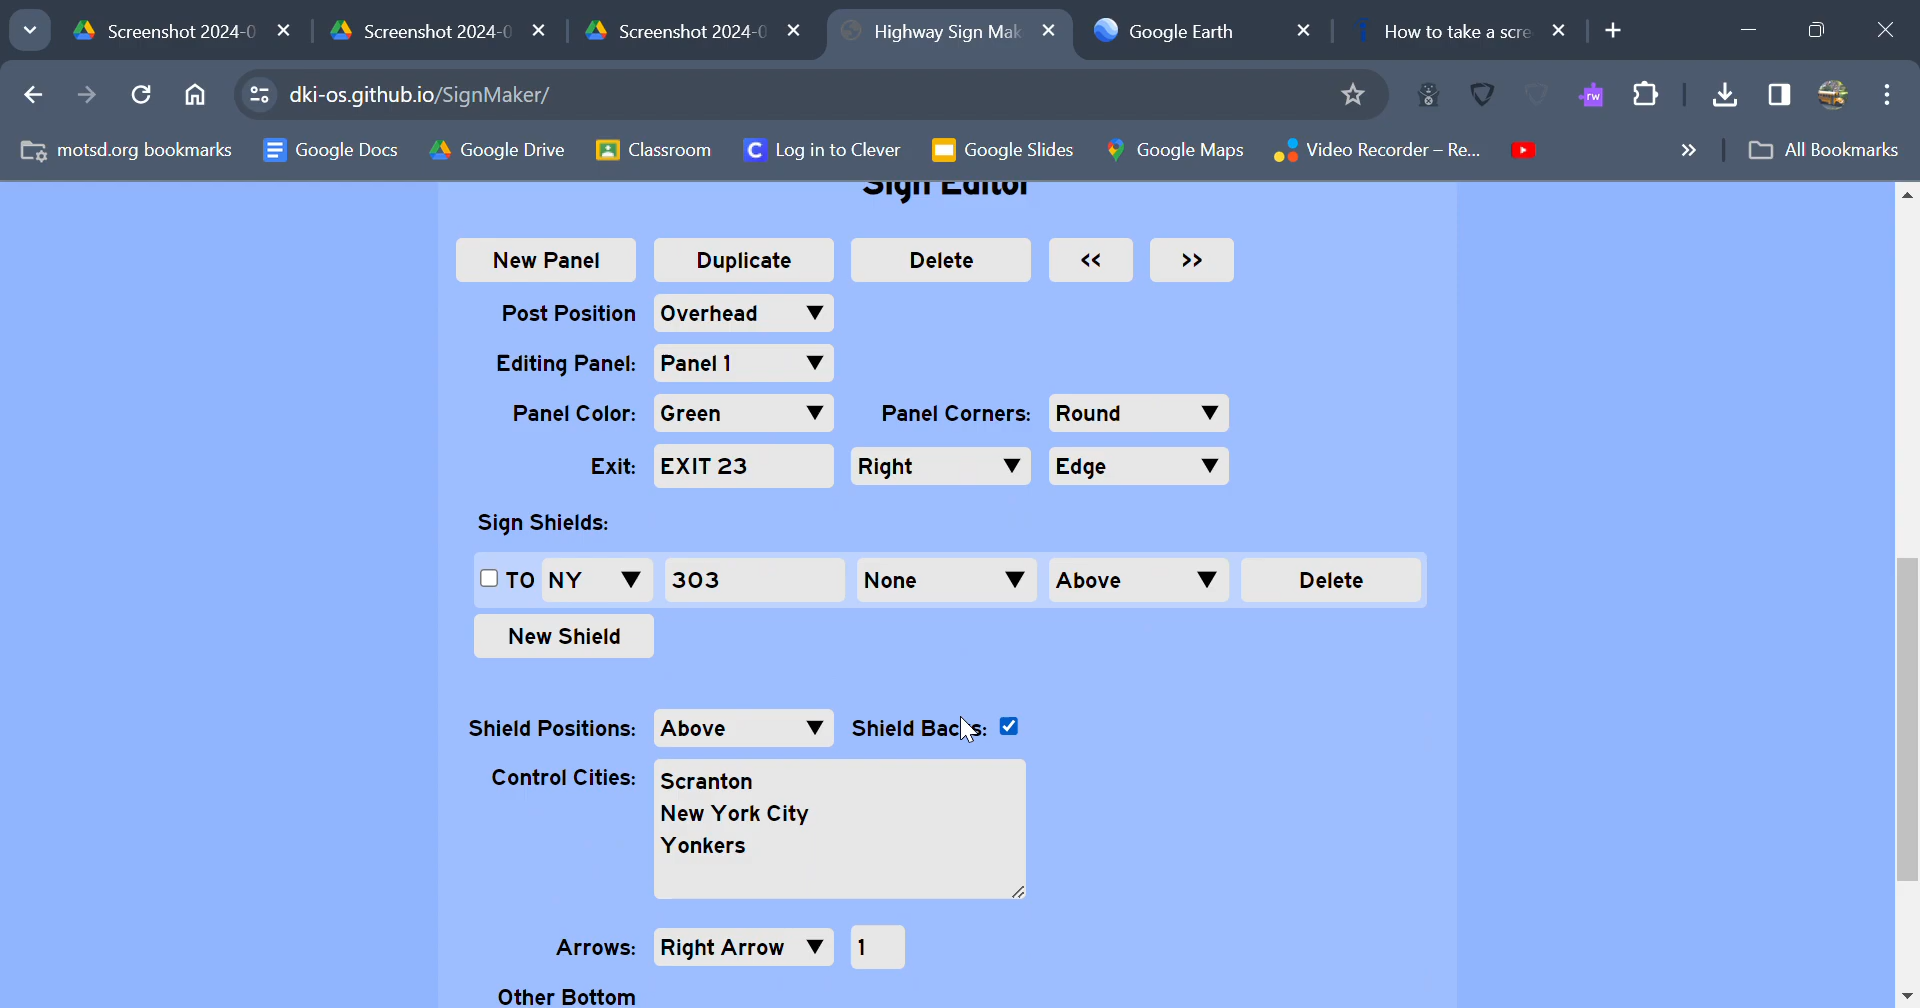 Screenshot 2024-0 Screenshot 2024-0 Screenshot 2024-0 Highway Sign Mak Google Earth How to take a scre
dki-os.github.io/SignMaker/ rw
motsd.org bookmarks Google Docs Google Drive Classroom C Log in to Clever Google Slides Google Maps Video Recorder – Re... » All Bookmarks
Sign Editor
New Panel Duplicate Delete << >>
Post Position Overhead
Editing Panel: Panel 1
Panel Color: Green Panel Corners: Round
Exit: EXIT 23 Right Edge
Sign Shields:
TO NY 303 None Above Delete
New Shield
Shield Positions: Above Shield Backs:
Control Cities: Scranton
New York City
Yonkers
Arrows: Right Arrow 1
Other Bottom